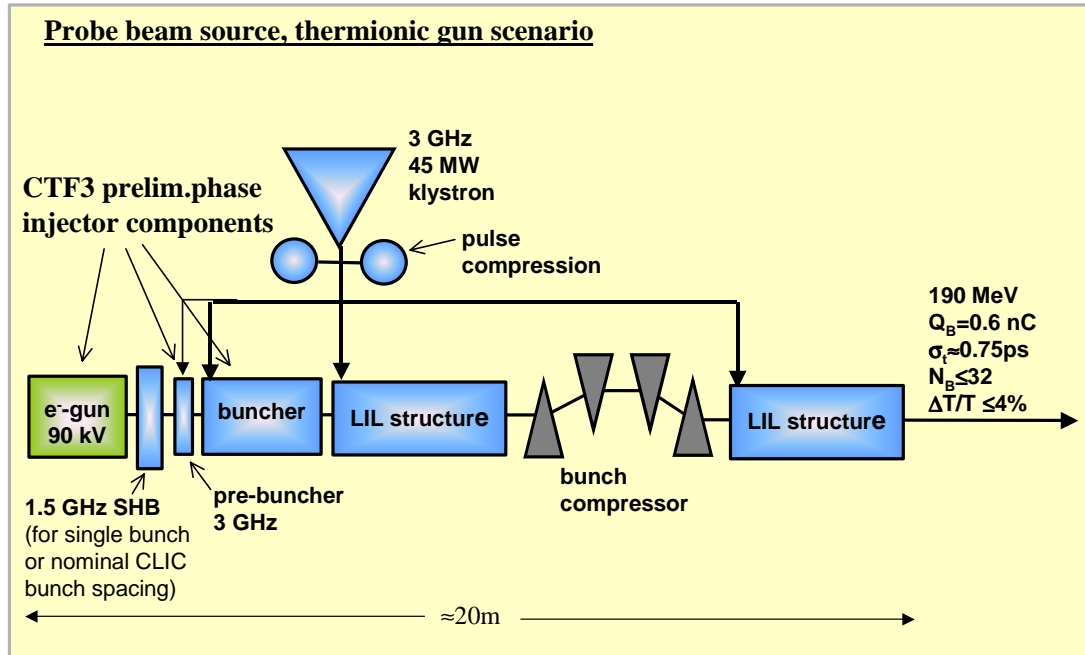 Probe beam source, thermionic gun scenario
3 GHz
45 MW
klystron
CTF3 prelim.phase
injector components
pulse
compression
190 MeV
Q_B=0.6 nC
σ_t≈0.75ps
N_B≤32
ΔT/T ≤4%
e⁻-gun
90 kV
buncher
LIL structure
LIL structure
bunch
compressor
pre-buncher
3 GHz
1.5 GHz SHB
(for single bunch
or nominal CLIC
bunch spacing)
≈20m